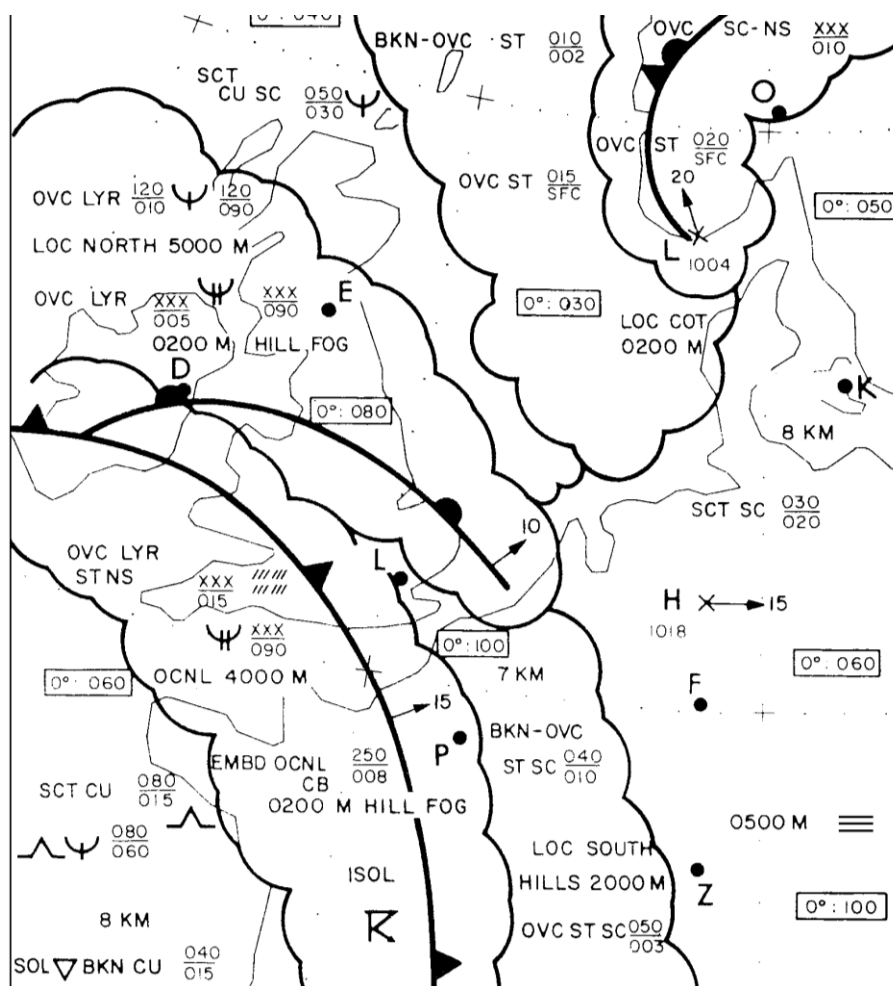 0°: 040
BKN-OVC ST 010
002
OVC SC-NS XXX
010
SCT
CU SC 050
030
O
OVC ST 020
SFC
OVC LYR 120
010
120
090
OVC ST 015
SFC
20
0°: 050
LOC NORTH 5000 M
L
1004
OVC LYR XXX
005
XXX
090
E
0°: 030
LOC COT
0200 M
0200 M HILL FOG
D
K
0°: 080
8 KM
SCT SC 030
020
10
OVC LYR
ST NS
XXX
015
L
H
15
1018
XXX
090
0°: 100
OCNL 4000 M
0°: 060
7 KM
0°: 060
F
15
BKN-OVC
ST SC 040
010
P
EMBD OCNL
CB
250
008
SCT CU 080
015
0200 M HILL FOG
080
060
0500 M
LOC SOUTH
HILLS 2000 M
Z
ISOL
0°: 100
8 KM
OVC ST SC 050
003
SOL BKN CU 040
015